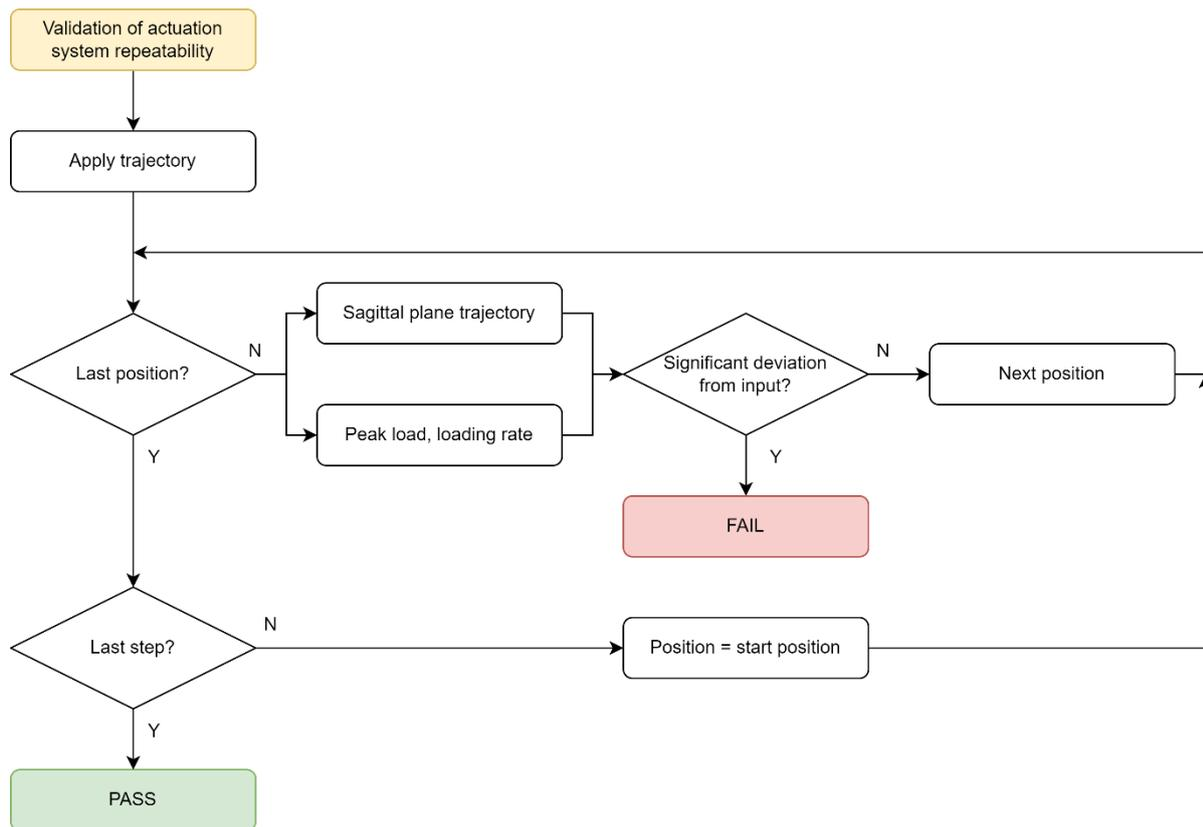 Validation of actuation
system repeatability
Apply trajectory
Last position?
N
Sagittal plane trajectory
Peak load, loading rate
Significant deviation
from input?
N
Next position
Y
Y
FAIL
Last step?
N
Position = start position
Y
PASS